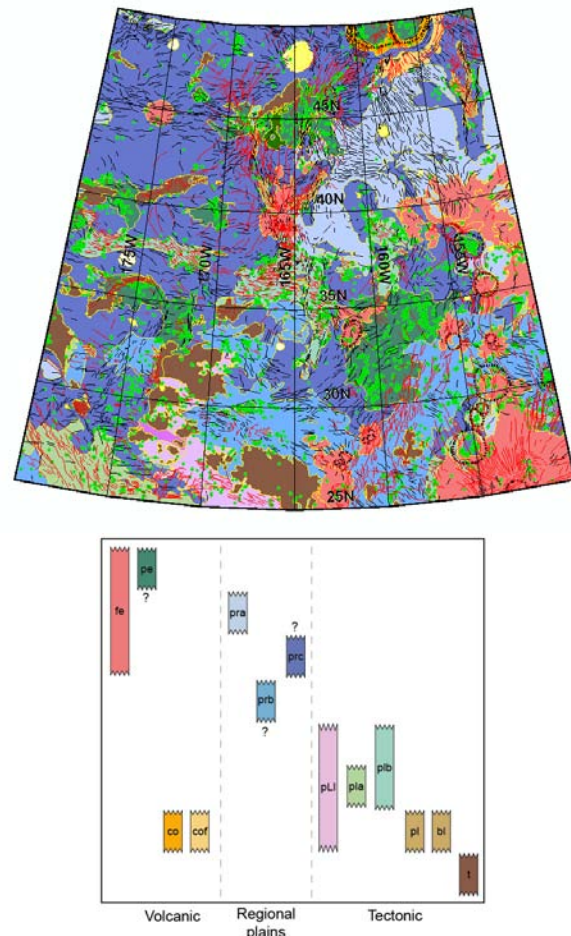 45N
40N
175W
170W
165W
160W
155W
35N
30N
25N
pe
fe
?
pra
?
prc
prb
?
pLl
pla
plb
co
cof
pl
bl
t
Volcanic
Regional
plains
Tectonic